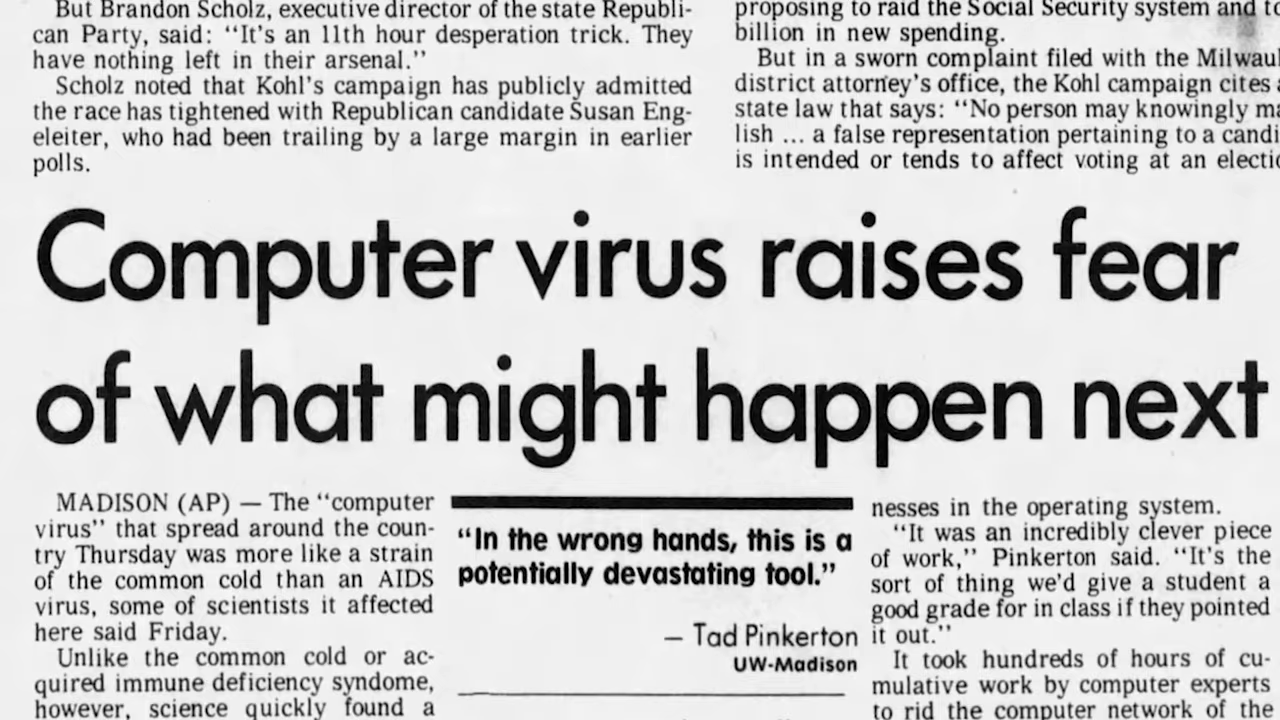 But Brandon Scholz, executive director of the state Republi-
can Party, said: “It’s an 11th hour desperation trick. They
have nothing left in their arsenal.”
Scholz noted that Kohl’s campaign has publicly admitted
the race has tightened with Republican candidate Susan Eng-
eleiter, who had been trailing by a large margin in earlier
polls.
proposing to raid the Social Security system and
billion in new spending.
But in a sworn complaint filed with the
district attorney’s office, the Kohl campaign cites
state law that says: “No person may knowingly
lish ... a false representation pertaining to a
is intended or tends to affect voting at an
Computer virus raises fear
of what might happen next
MADISON (AP) — The “computer
virus” that spread around the coun-
try Thursday was more like a strain
of the common cold than an AIDS
virus, some of scientists it affected
here said Friday.
Unlike the common cold or ac-
quired immune deficiency syndome,
however, science quickly found a
“In the wrong hands, this is a
potentially devastating tool.”
— Tad Pinkerton
UW-Madison
nesses in the operating system.
“It was an incredibly clever piece
of work,” Pinkerton said. “It’s the
sort of thing we’d give a student a
good grade for in class if they pointed
it out.”
It took hundreds of hours of cu-
mulative work by computer experts
to rid the computer network of the